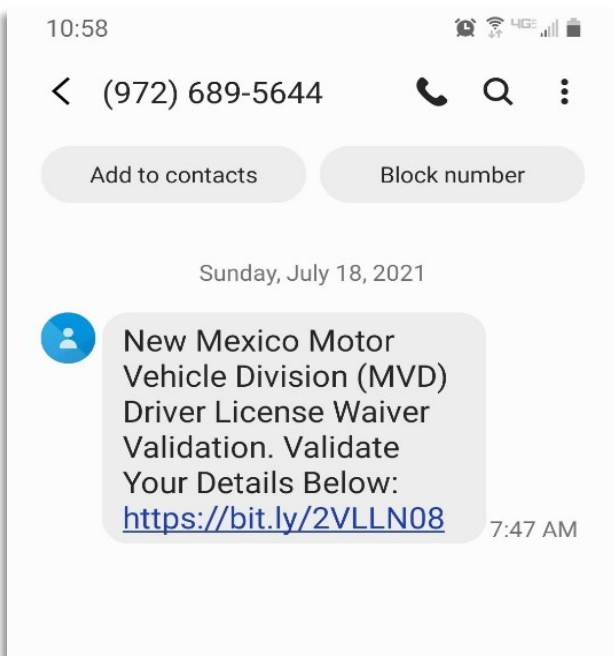 10:58
4GE
(972) 689-5644
Add to contacts
Block number
Sunday, July 18, 2021
New Mexico Motor
Vehicle Division (MVD)
Driver License Waiver
Validation. Validate
Your Details Below:
https://bit.ly/2VLLN08
7:47 AM